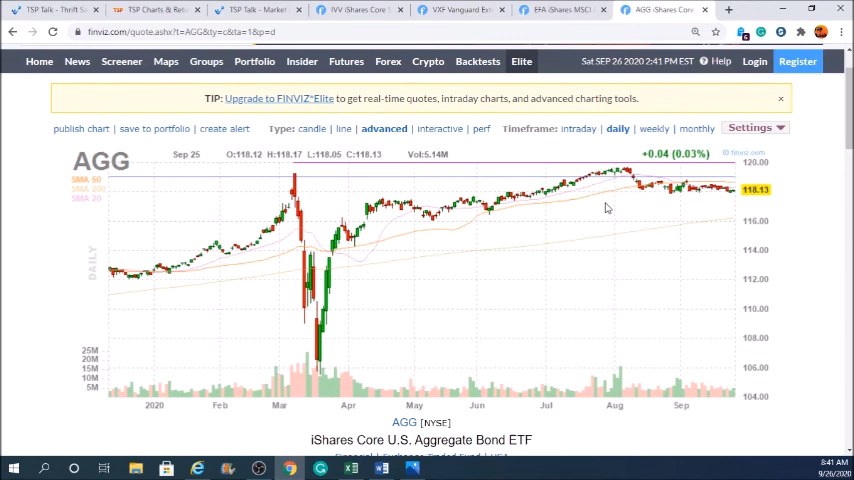 TSP Talk - Thrift S
TSP Charts & Retu
TSP Talk - Market
IVV iShares Core S
VXF Vanguard Ext
EFA iShares MSCI
AGG iShares Core
finviz.com/quote.ashx?t=AGG&ty=c&ta=1&p=d
Home News Screener Maps Groups Portfolio Insider Futures Forex Crypto Backtests Elite Sat SEP 26 2020 2:41 PM EST Help Login Register
TIP: Upgrade to FINVIZ*Elite to get real-time quotes, intraday charts, and advanced charting tools. ×
publish chart | save to portfolio | create alert Type: candle | line | advanced | interactive | perf Timeframe: intraday | daily | weekly | monthly Settings
© finviz.com
AGG Sep 25 O:118.12 H:118.17 L:118.05 C:118.13 Vol:5.14M +0.04 (0.03%) 120.00
SMA 50
SMA 200
SMA 20
118.13
116.00
114.00
DAILY
112.00
110.00
108.00
25M
20M
15M
10M
5M
106.00
104.00
2020 Feb Mar Apr May Jun Jul Aug Sep
AGG [NYSE]
iShares Core U.S. Aggregate Bond ETF
Financial | Exchange Traded Fund | USA
8:41 AM
9/26/2020